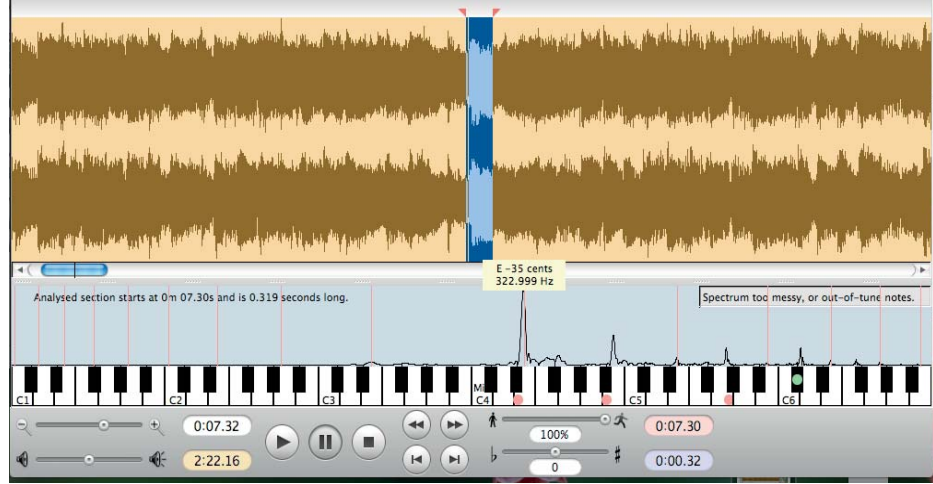 E -35 cents
322.999 Hz
Analysed section starts at 0m 07.30s and is 0.319 seconds long.
Spectrum too messy, or out-of-tune notes.
Mi
C1 C2 C3 C4 C5 C6
0:07.32 100% 0:07.30
2:22.16 ♭ 0 ♯ 0:00.32